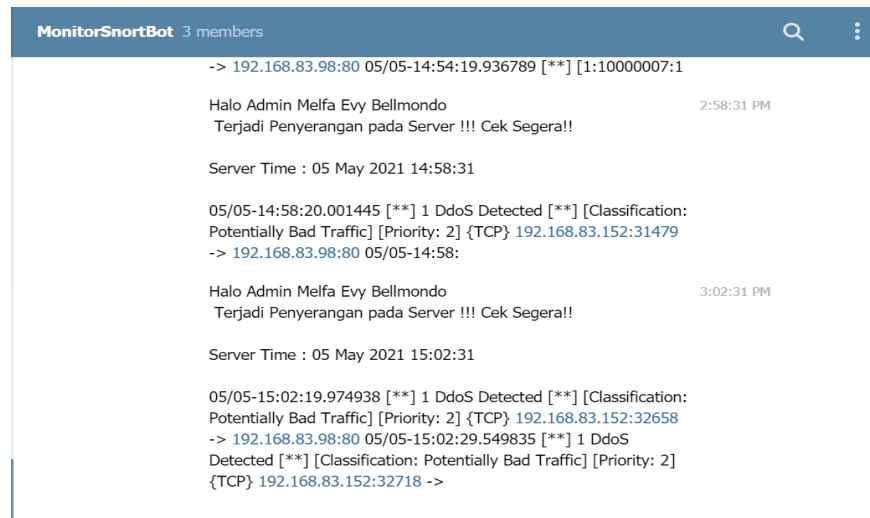 MonitorSnortBot 3 members
-> 192.168.83.98:80 05/05-14:54:19.936789 [**] [1:10000007:1
Halo Admin Melfa Evy Bellmondo 2:58:31 PM
Terjadi Penyerangan pada Server !!! Cek Segera!!
Server Time : 05 May 2021 14:58:31
05/05-14:58:20.001445 [**] 1 DdoS Detected [**] [Classification:
Potentially Bad Traffic] [Priority: 2] {TCP} 192.168.83.152:31479
-> 192.168.83.98:80 05/05-14:58:
Halo Admin Melfa Evy Bellmondo 3:02:31 PM
Terjadi Penyerangan pada Server !!! Cek Segera!!
Server Time : 05 May 2021 15:02:31
05/05-15:02:19.974938 [**] 1 DdoS Detected [**] [Classification:
Potentially Bad Traffic] [Priority: 2] {TCP} 192.168.83.152:32658
-> 192.168.83.98:80 05/05-15:02:29.549835 [**] 1 DdoS
Detected [**] [Classification: Potentially Bad Traffic] [Priority: 2]
{TCP} 192.168.83.152:32718 ->